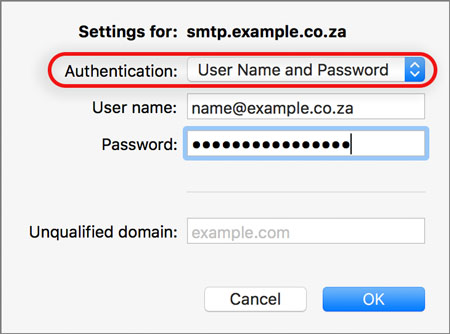 Settings for: smtp.example.co.za
Authentication: User Name and Password
User name: name@example.co.za
Password: ••••••••••••••••
Unqualified domain: example.com
Cancel OK